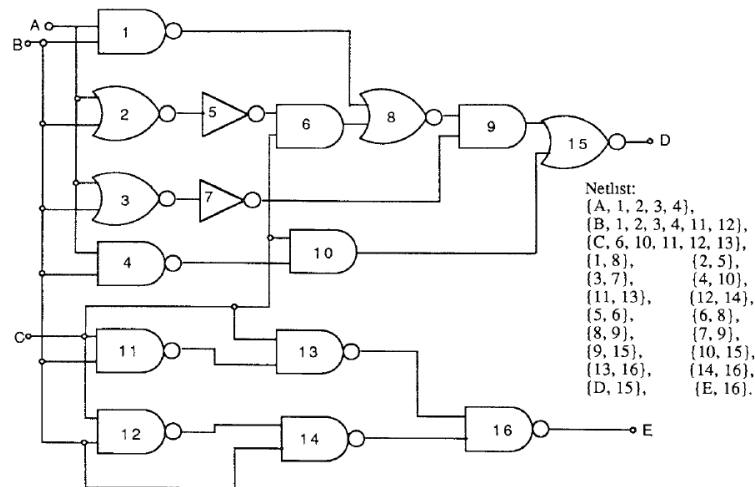 A
B
1
2
5
6
8
9
15
D
3
7
4
10
C
11
13
12
14
16
E
Netlist:
{A, 1, 2, 3, 4},
{B, 1, 2, 3, 4, 11, 12},
{C, 6, 10, 11, 12, 13},
{1, 8}, {2, 5},
{3, 7}, {4, 10},
{11, 13}, {12, 14},
{5, 6}, {6, 8},
{8, 9}, {7, 9},
{9, 15}, {10, 15},
{13, 16}, {14, 16},
{D, 15}, {E, 16}.